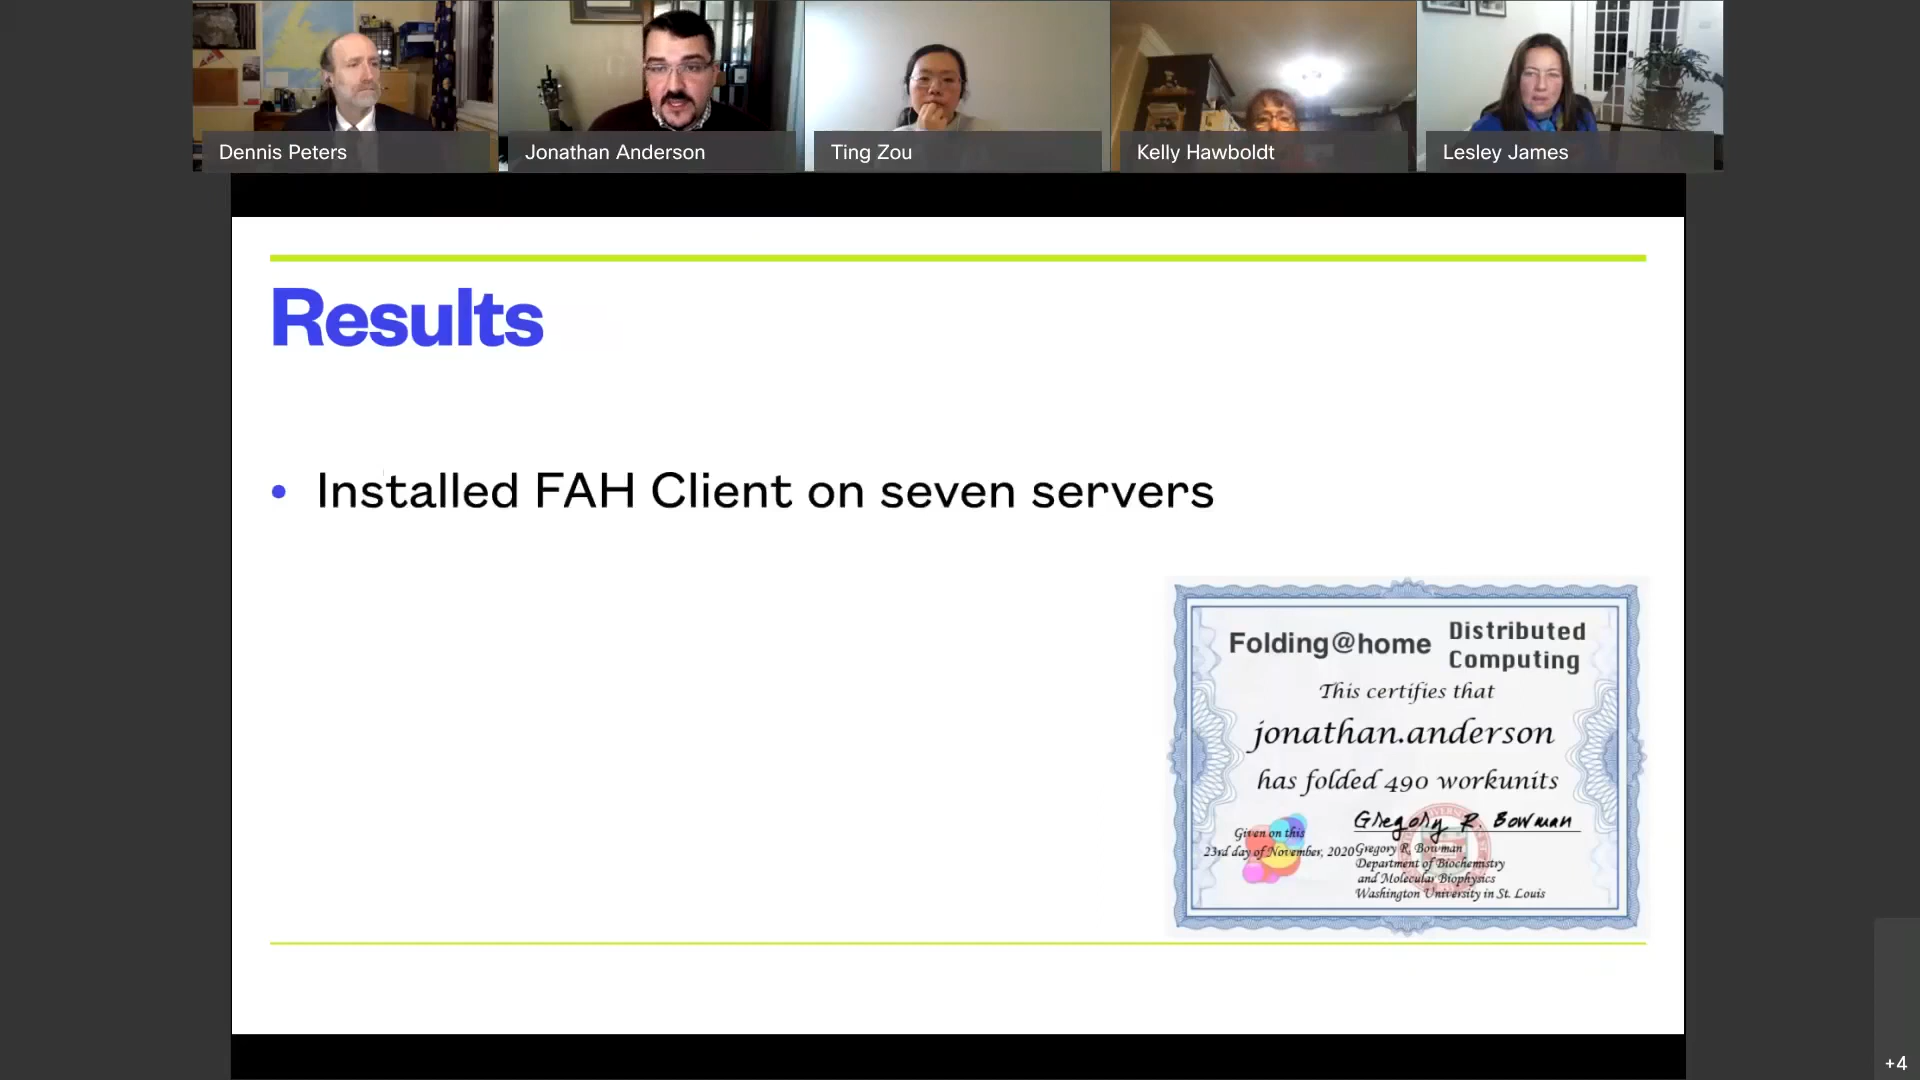 Dennis Peters
Jonathan Anderson
Ting Zou
Kelly Hawboldt
Lesley James
Results
• Installed FAH Client on seven servers
Folding@home
Distributed
Computing
This certifies that
jonathan.anderson
has folded 490 workunits
Given on this
23rd day of November, 2020
Gregory R. Bowman
Gregory R. Bowman
Department of Biochemistry
and Molecular Biophysics
Washington University in St. Louis
+4